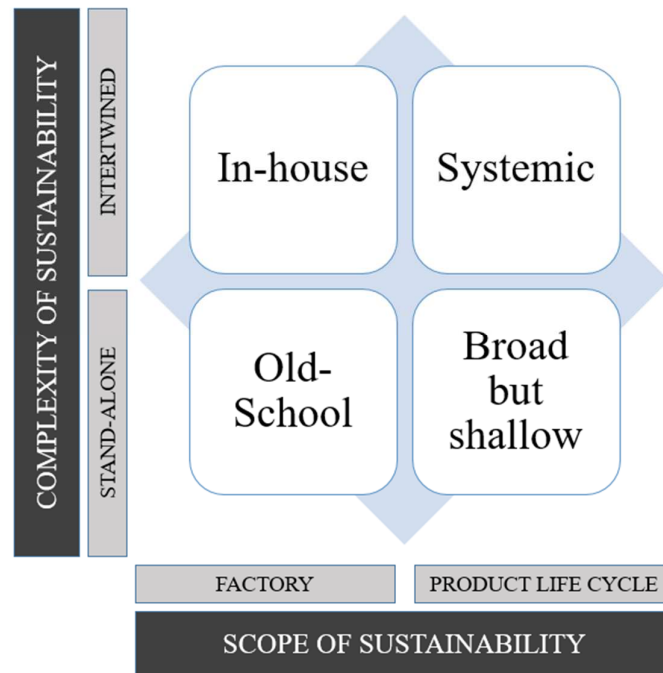 COMPLEXITY OF SUSTAINABILITY
INTERTWINED
STAND-ALONE
In-house
Systemic
Old-
School
Broad
but
shallow
FACTORY
PRODUCT LIFE CYCLE
SCOPE OF SUSTAINABILITY